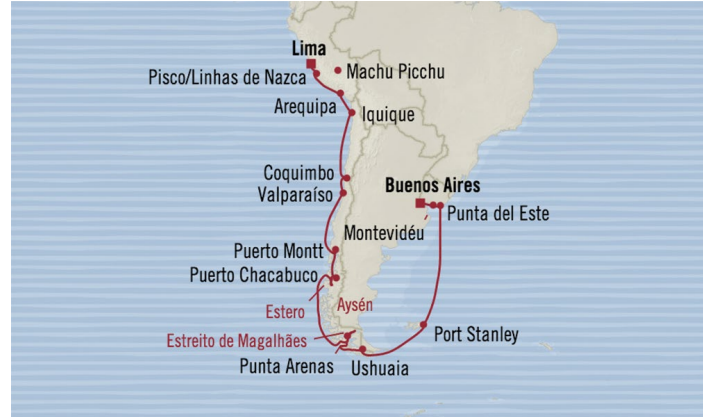 Lima
Pisco/Linhas de Nazca
Machu Picchu
Arequipa
Iquique
Coquimbo
Valparaíso
Buenos Aires
Punta del Este
Montevidéu
Puerto Montt
Puerto Chacabuco
Estero
Aysén
Estreito de Magalhães
Port Stanley
Punta Arenas
Ushuaia